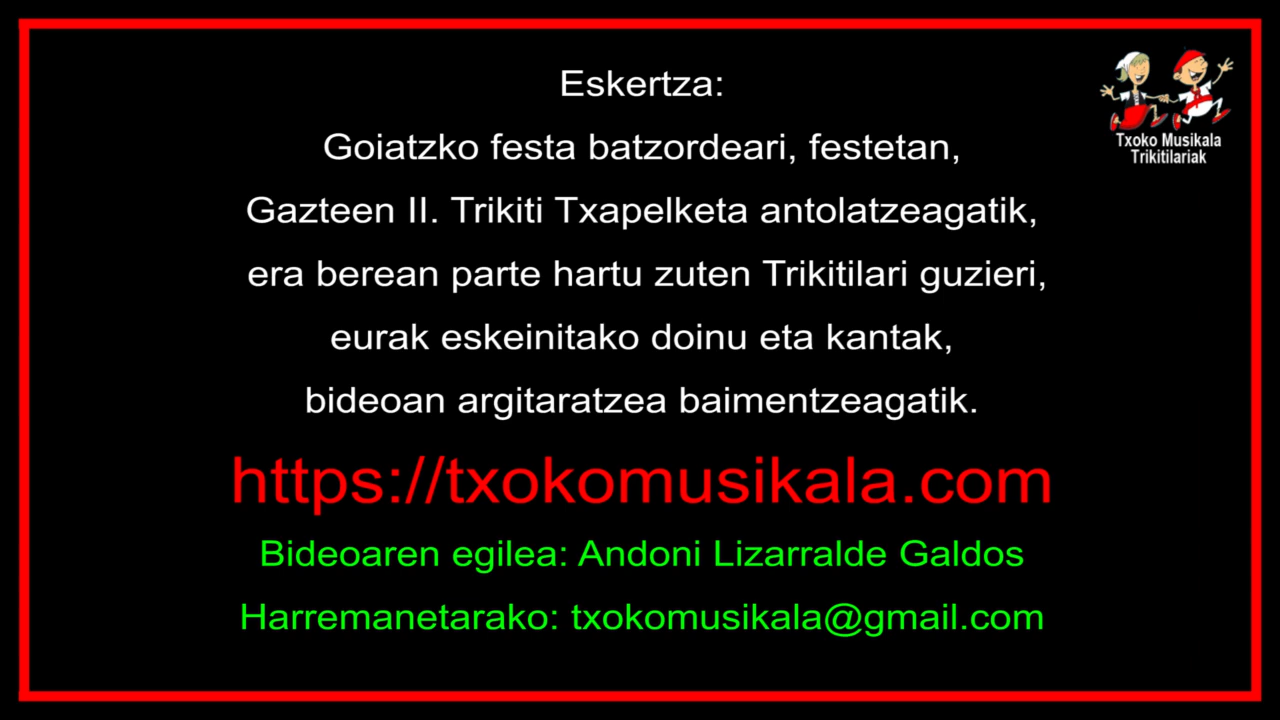 Eskertza:
Goiatzko festa batzordeari, festetan,
Gazteen II. Trikiti Txapelketa antolatzeagatik,
era berean parte hartu zuten Trikitilari guzieri,
eurak eskeinitako doinu eta kantak,
bideoan argitaratzea baimentzeagatik.
https://txokomusikala.com
Bideoaren egilea: Andoni Lizarralde Galdos
Harremanetarako: txokomusikala@gmail.com
Txoko Musikala
Trikitilariak